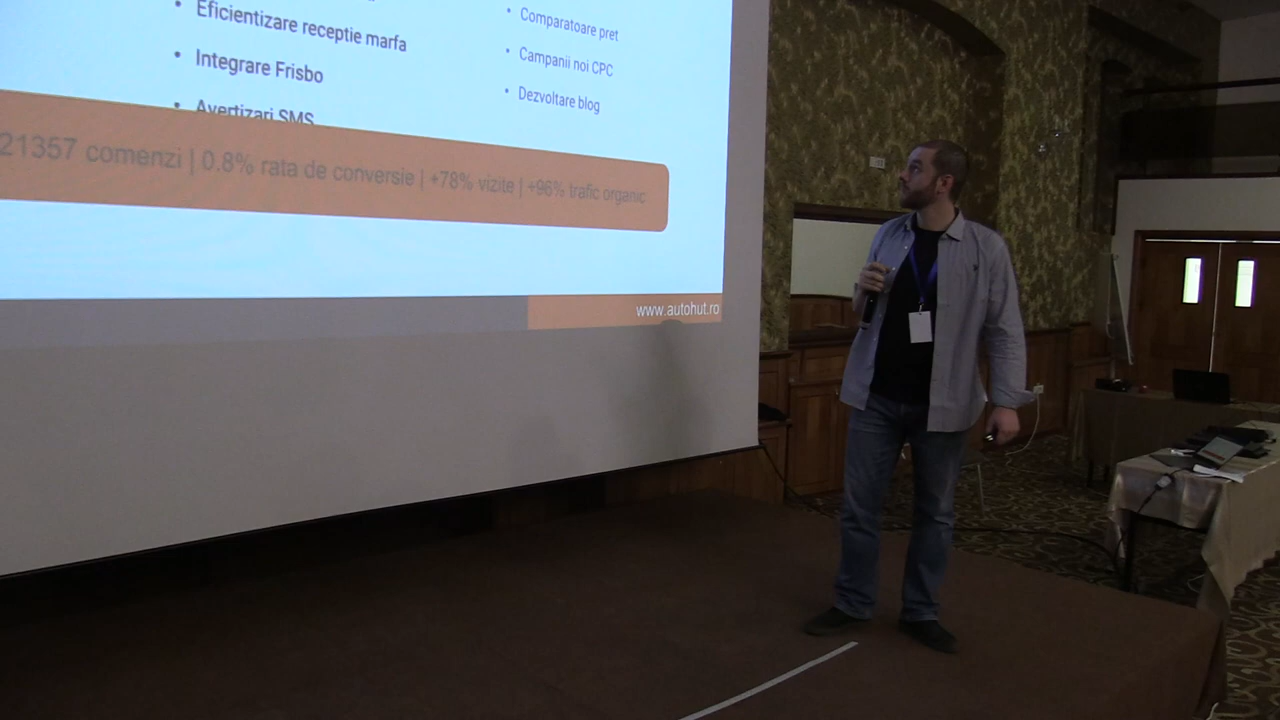 • Eficientizare receptie marfa
• Integrare Frisbo
• Avertizari SMS
• Comparatoare pret
• Campanii noi CPC
• Dezvoltare blog
21357 comenzi | 0.8% rata de conversie | +78% vizite | +96% trafic organic
www.autohut.ro